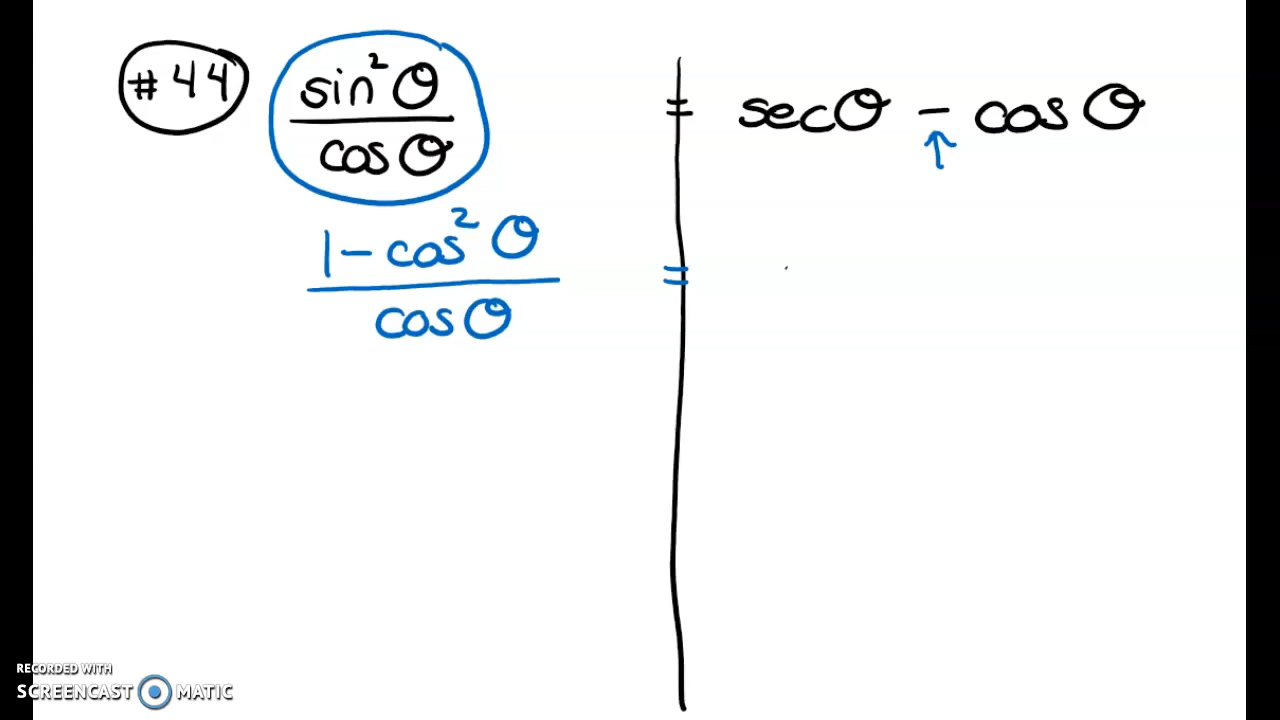 #44 sin²θ / cosθ = secθ − cosθ
1 − cos²θ / cosθ =
RECORDED WITH
SCREENCAST MATIC